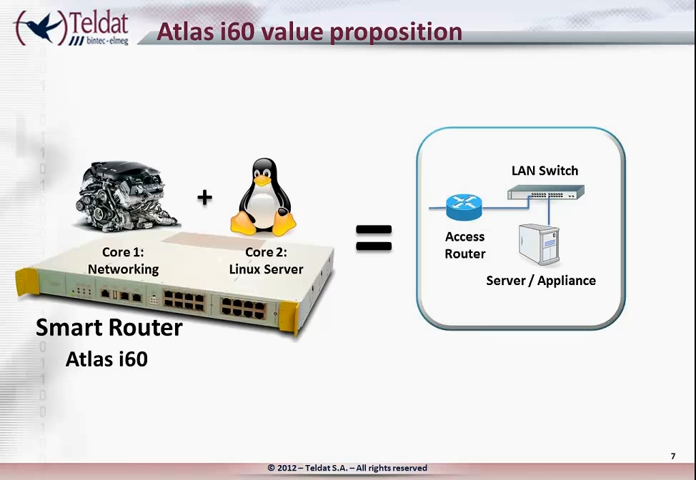 Teldat
bintec-elmeg
Atlas i60 value proposition
Core 1:
Networking
+
Core 2:
Linux Server
=
LAN Switch
Access
Router
Server / Appliance
Smart Router
Atlas i60
7
© 2012 – Teldat S.A. – All rights reserved